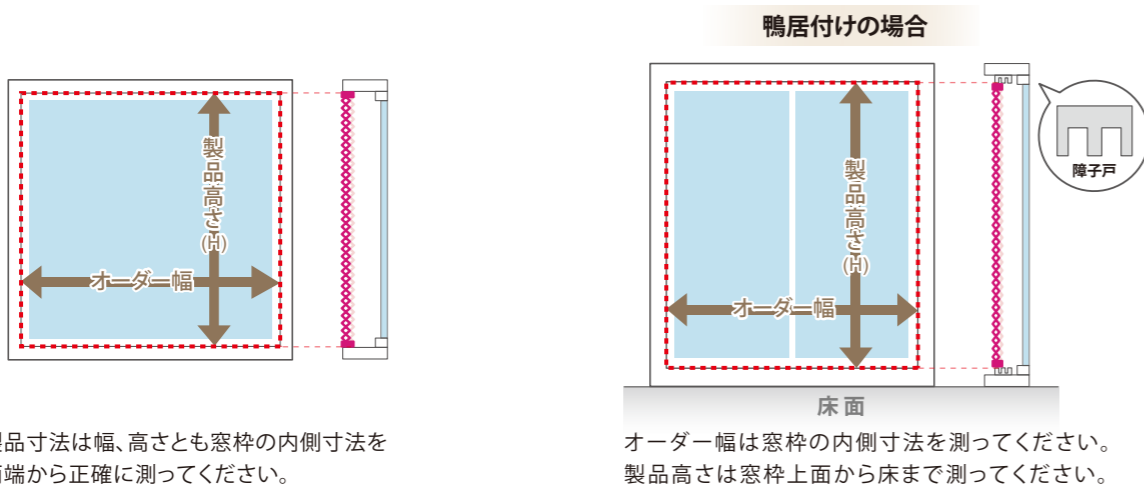 鴨居付けの場合
製品高さ(H)
オーダー幅
製品高さ(H)
オーダー幅
障子戸
床面
品寸法は幅、高さとも窓枠の内側寸法を
端から正確に測ってください。
オーダー幅は窓枠の内側寸法を測ってください。
製品高さは窓枠上面から床まで測ってください。